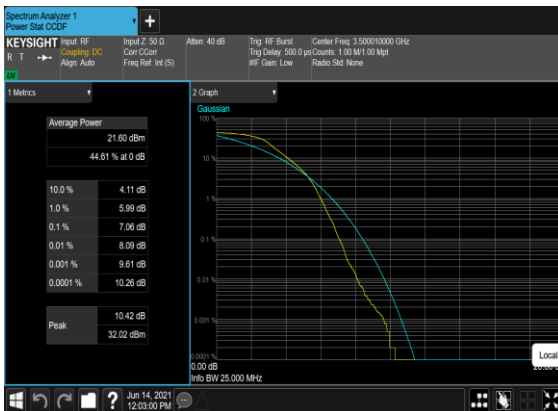 Spectrum Analyzer 1
Power Stat CCDF
KEYSIGHT
R T
LV
Input: RF
Coupling: DC
Align: Auto
Input Z: 50 Ω
Corr CCorr
Freq Ref: Int (S)
Atten: 40 dB
Trig: RF Burst
Trig Delay: 500.0 µs
#IF Gain: Low
Center Freq: 3.500010000 GHz
Counts: 1.00 M/1.00 Mpt
Radio Std: None
1 Metrics
Average Power
21.60 dBm
44.61 % at 0 dB
10.0 % 4.11 dB
1.0 % 5.99 dB
0.1 % 7.06 dB
0.01 % 8.09 dB
0.001 % 9.61 dB
0.0001 % 10.26 dB
Peak
10.42 dB
32.02 dBm
2 Graph
Gaussian
100 %
10 %
1 %
0.1 %
0.01 %
0.001 %
0.0001 %
0.00 dB
Info BW 25.000 MHz
Local
Jun 14, 2021
12:03:00 PM